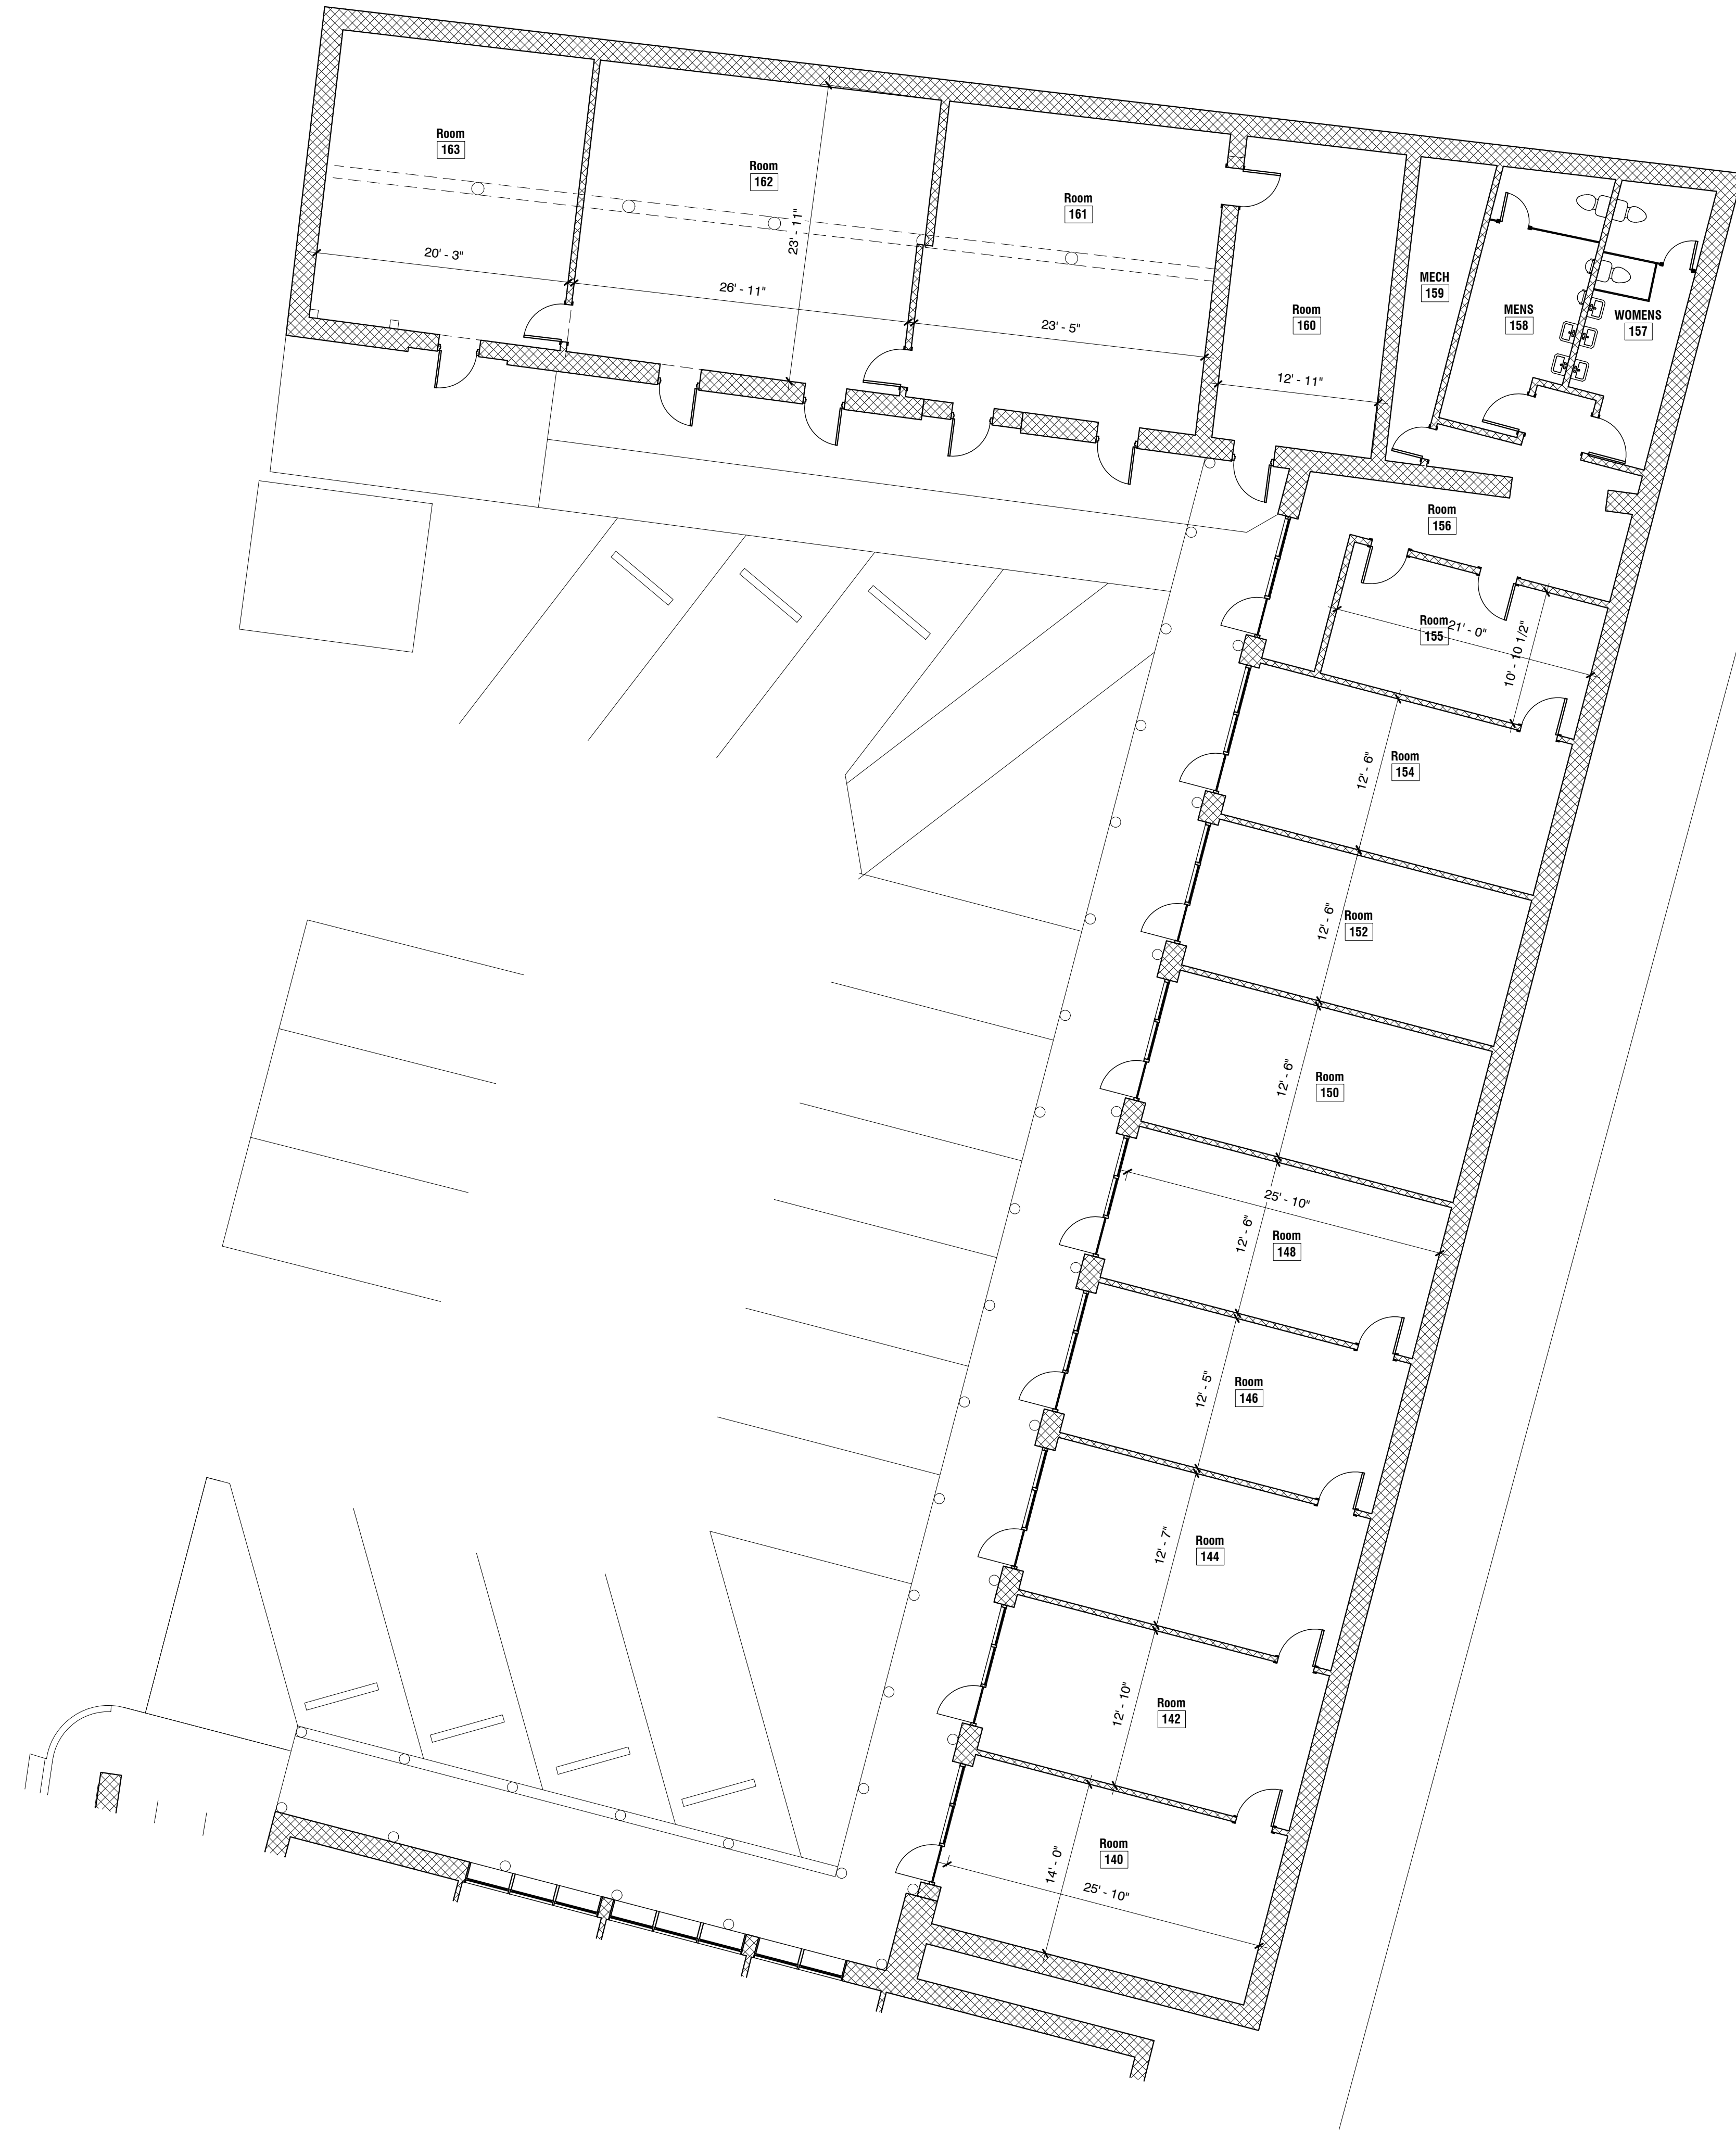 Room
163
Room
162
Room
161
23' - 11"
20' - 3"
26' - 11"
23' - 5"
Room
160
12' - 11"
MECH
159
MENS
158
WOMENS
157
Room
156
Room
155
21' - 0"
10' - 10 1/2"
Room
154
12' - 6"
Room
152
12' - 6"
Room
150
12' - 6"
25' - 10"
Room
148
12' - 6"
Room
146
12' - 5"
Room
144
12' - 7"
Room
142
12' - 10"
Room
140
14' - 0"
25' - 10"